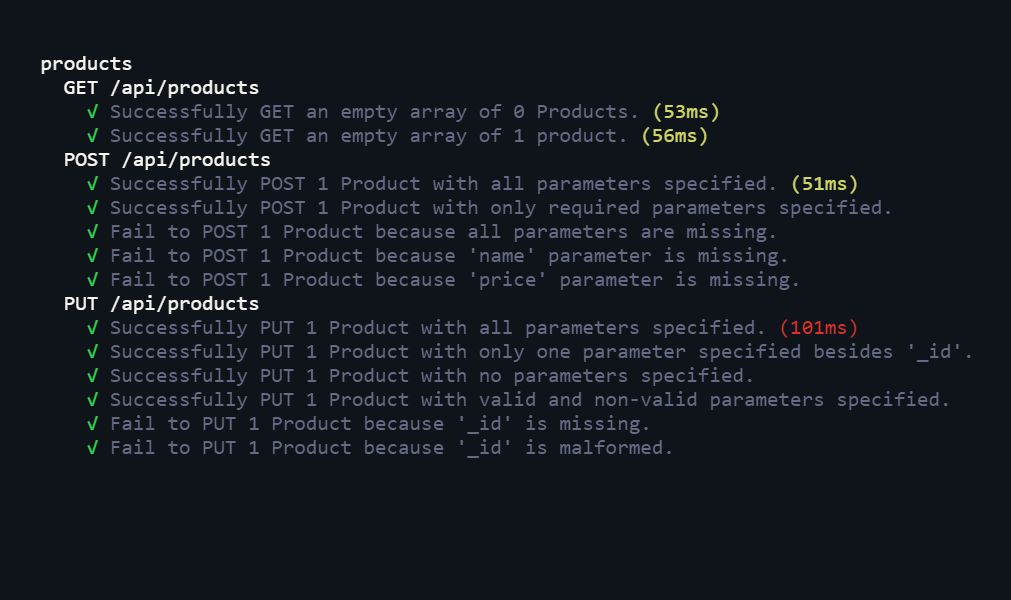 products
GET /api/products
√ Successfully GET an empty array of 0 Products. (53ms)
√ Successfully GET an empty array of 1 product. (56ms)
POST /api/products
√ Successfully POST 1 Product with all parameters specified. (51ms)
√ Successfully POST 1 Product with only required parameters specified.
√ Fail to POST 1 Product because all parameters are missing.
√ Fail to POST 1 Product because 'name' parameter is missing.
√ Fail to POST 1 Product because 'price' parameter is missing.
PUT /api/products
√ Successfully PUT 1 Product with all parameters specified. (101ms)
√ Successfully PUT 1 Product with only one parameter specified besides '_id'.
√ Successfully PUT 1 Product with no parameters specified.
√ Successfully PUT 1 Product with valid and non-valid parameters specified.
√ Fail to PUT 1 Product because '_id' is missing.
√ Fail to PUT 1 Product because '_id' is malformed.